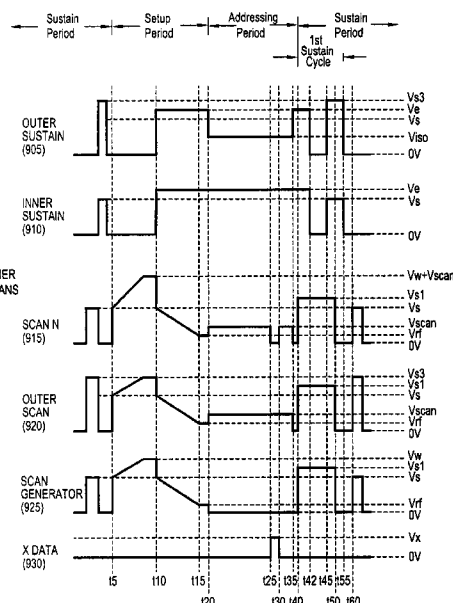 Sustain Period
Setup Period
Addressing Period
Sustain Period
1st Sustain Cycle
OUTER SUSTAIN (905)
Vs3
Ve
Vs
Viso
0V
INNER SUSTAIN (910)
Ve
Vs
0V
ANS
SCAN N (915)
Vw+Vscan
Vs1
Vs
Vscan
Vrf
0V
OUTER SCAN (920)
Vs3
Vs1
Vs
Vscan
Vrf
0V
SCAN GENERATOR (925)
Vw
Vs1
Vs
Vrf
0V
X DATA (930)
Vx
0V
t5 t10 t15 t25 t35 t42 t45 t55
t20 t30 t40 t50 t60